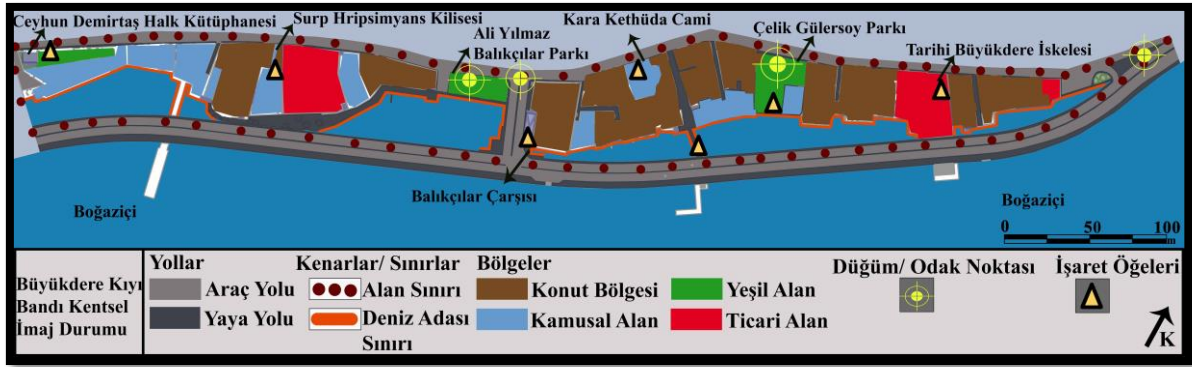 Ceyhun Demirtaş Halk Kütüphanesi
Surp Hripsimyans Kilisesi
Ali Yılmaz
Balıkçılar Parkı
Kara Kethüda Cami
Çelik Gülersoy Parkı
Tarihi Büyükdere İskelesi
Balıkçılar Çarşısı
Boğaziçi
Boğaziçi
0 50 100
m
Büyükdere Kıyı
Bandı Kentsel
İmaj Durumu
Yollar
Araç Yolu
Yaya Yolu
Kenarlar/ Sınırlar
Alan Sınırı
Deniz Adası
Sınırı
Bölgeler
Konut Bölgesi
Kamusal Alan
Yeşil Alan
Ticari Alan
Düğüm/ Odak Noktası
İşaret Öğeleri
K